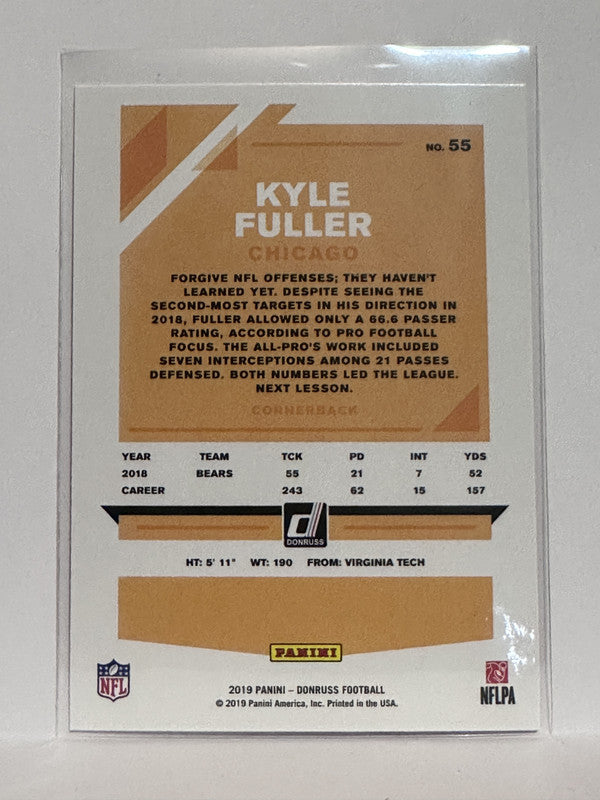 NO. 55
KYLE
FULLER
CHICAGO
FORGIVE NFL OFFENSES; THEY HAVEN'T
LEARNED YET. DESPITE SEEING THE
SECOND-MOST TARGETS IN HIS DIRECTION IN
2018, FULLER ALLOWED ONLY A 66.6 PASSER
RATING, ACCORDING TO PRO FOOTBALL
FOCUS. THE ALL-PRO'S WORK INCLUDED
SEVEN INTERCEPTIONS AMONG 21 PASSES
DEFENSED. BOTH NUMBERS LED THE LEAGUE.
NEXT LESSON.
CORNERBACK
YEAR TEAM TCK PD INT YDS
2018 BEARS 55 21 7 52
CAREER 243 62 15 157
d
DONRUSS
HT: 5' 11" WT: 190 FROM: VIRGINIA TECH
PANINI
NFL
2019 PANINI – DONRUSS FOOTBALL
© 2019 Panini America, Inc. Printed in the USA.
NFLPA